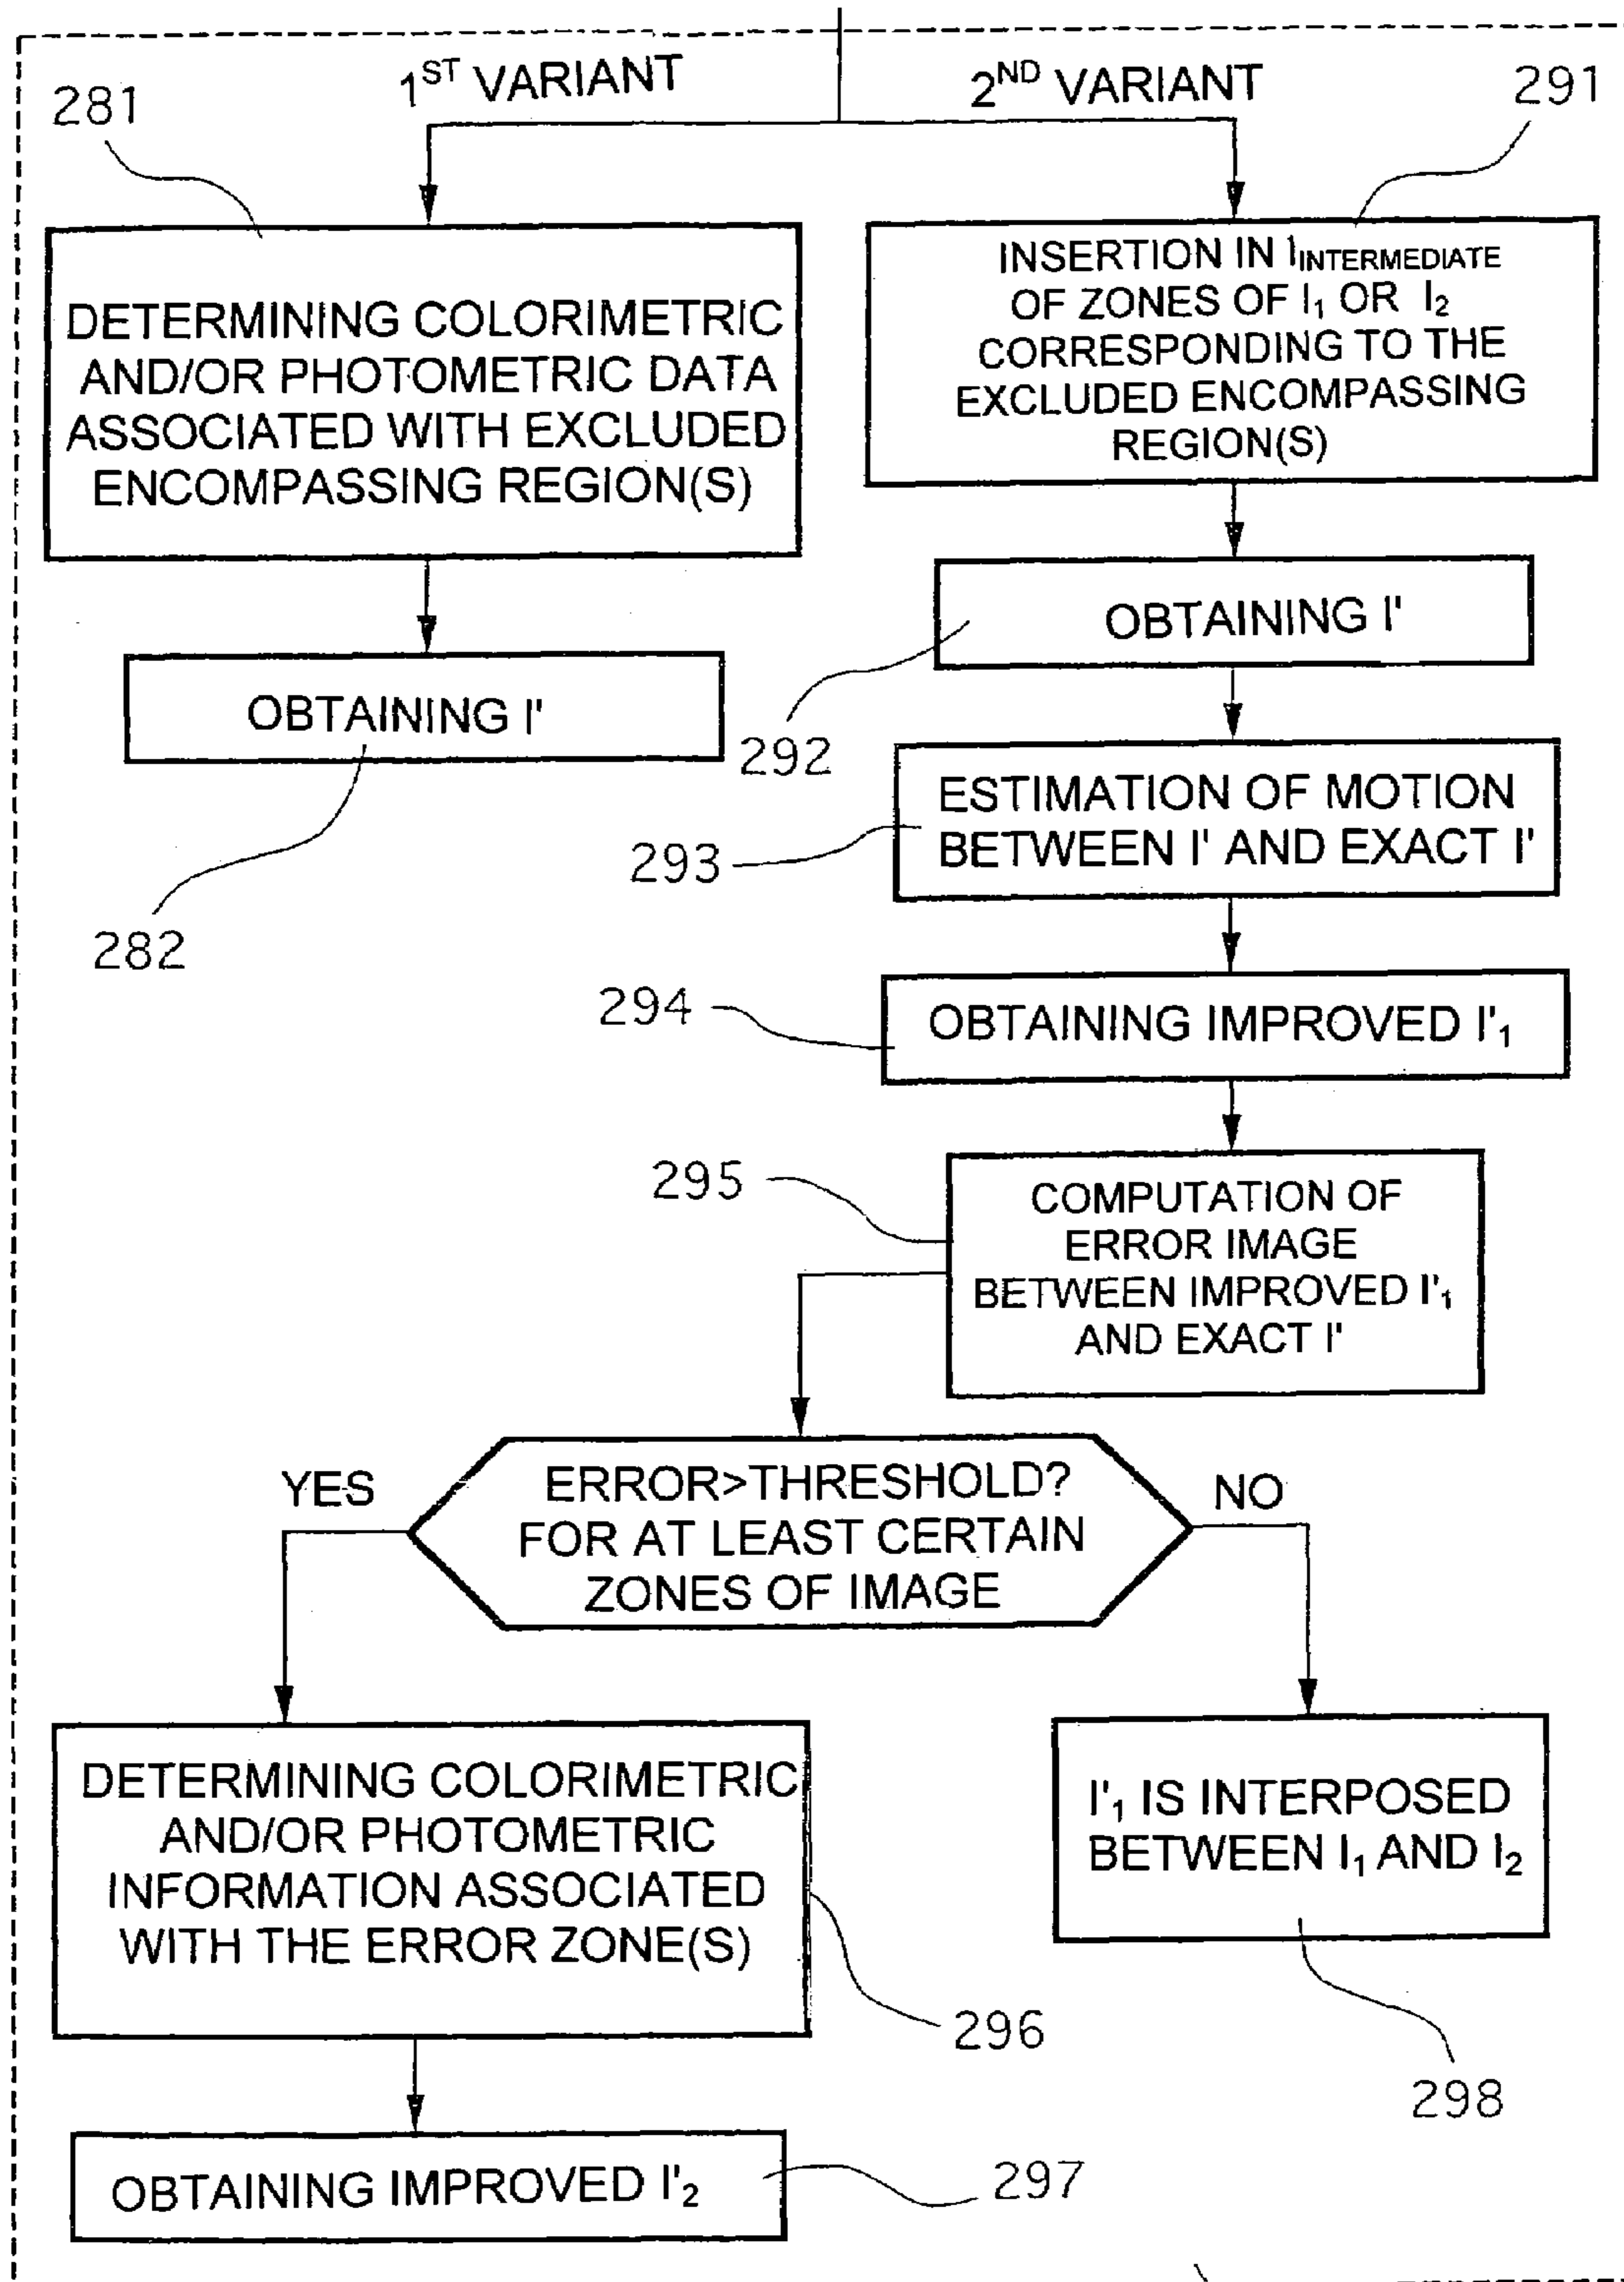 1ST VARIANT
2ND VARIANT
281
291
DETERMINING COLORIMETRIC
AND/OR PHOTOMETRIC DATA
ASSOCIATED WITH EXCLUDED
ENCOMPASSING REGION(S)
INSERTION IN IINTERMEDIATE
OF ZONES OF I1 OR I2
CORRESPONDING TO THE
EXCLUDED ENCOMPASSING
REGION(S)
OBTAINING I'
282
OBTAINING I'
292
ESTIMATION OF MOTION
BETWEEN I' AND EXACT I'
293
294
OBTAINING IMPROVED I'1
295
COMPUTATION OF
ERROR IMAGE
BETWEEN IMPROVED I'1
AND EXACT I'
YES
ERROR>THRESHOLD?
FOR AT LEAST CERTAIN
ZONES OF IMAGE
NO
DETERMINING COLORIMETRIC
AND/OR PHOTOMETRIC
INFORMATION ASSOCIATED
WITH THE ERROR ZONE(S)
296
I'1 IS INTERPOSED
BETWEEN I1 AND I2
298
OBTAINING IMPROVED I'2
297